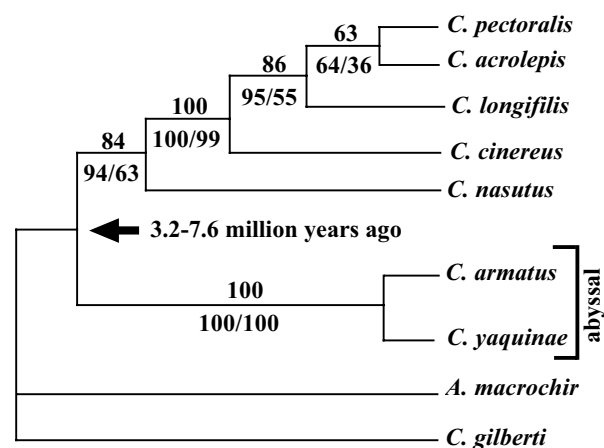 63
C. pectoralis
64/36
C. acrolepis
86
95/55
C. longifilis
100
100/99
C. cinereus
84
94/63
C. nasutus
3.2-7.6 million years ago
100
100/100
C. armatus
C. yaquinae
abyssal
A. macrochir
C. gilberti